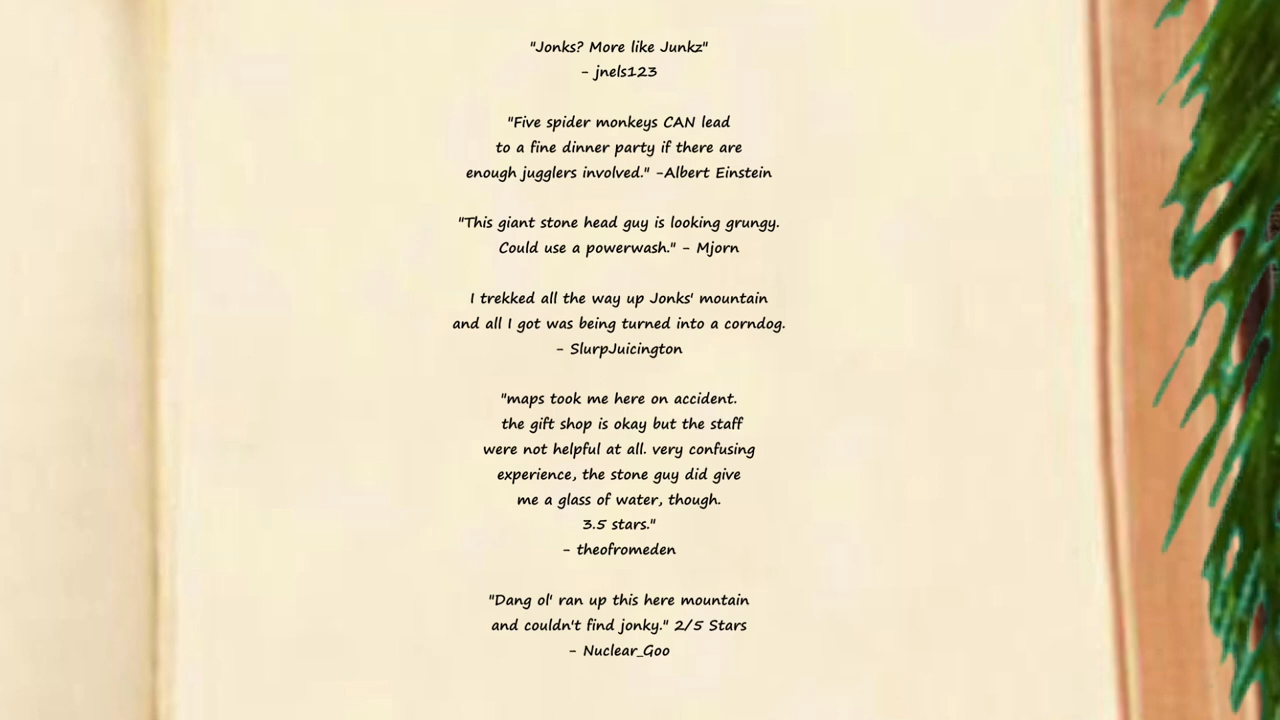 "Jonks? More like Junkz"
- jnels123
"Five spider monkeys CAN lead
to a fine dinner party if there are
enough jugglers involved." -Albert Einstein
"This giant stone head guy is looking grungy.
Could use a powerwash." - Mjorn
I trekked all the way up Jonks' mountain
and all I got was being turned into a corndog.
- SlurpJuicington
"maps took me here on accident.
the gift shop is okay but the staff
were not helpful at all. very confusing
experience, the stone guy did give
me a glass of water, though.
3.5 stars."
- theofromeden
"Dang ol' ran up this here mountain
and couldn't find jonky." 2/5 Stars
- Nuclear_Goo